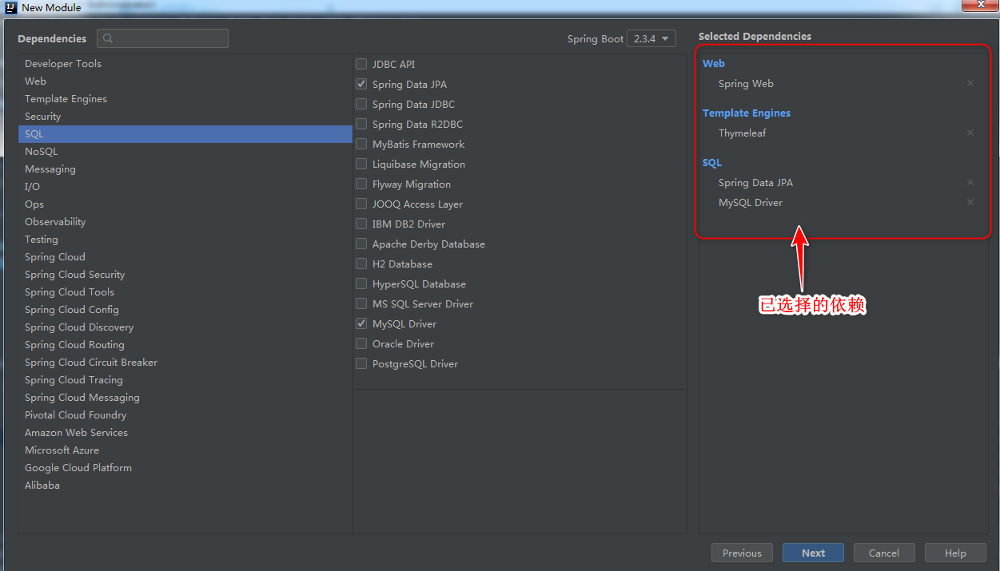 New Module
Dependencies
Spring Boot 2.3.4
Selected Dependencies
Developer Tools
Web
Template Engines
Security
SQL
NoSQL
Messaging
I/O
Ops
Observability
Testing
Spring Cloud
Spring Cloud Security
Spring Cloud Tools
Spring Cloud Config
Spring Cloud Discovery
Spring Cloud Routing
Spring Cloud Circuit Breaker
Spring Cloud Tracing
Spring Cloud Messaging
Pivotal Cloud Foundry
Amazon Web Services
Microsoft Azure
Google Cloud Platform
Alibaba
JDBC API
Spring Data JPA
Spring Data JDBC
Spring Data R2DBC
MyBatis Framework
Liquibase Migration
Flyway Migration
JOOQ Access Layer
IBM DB2 Driver
Apache Derby Database
H2 Database
HyperSQL Database
MS SQL Server Driver
MySQL Driver
Oracle Driver
PostgreSQL Driver
Web
Spring Web
Template Engines
Thymeleaf
SQL
Spring Data JPA
MySQL Driver
已选择的依赖
Previous
Next
Cancel
Help